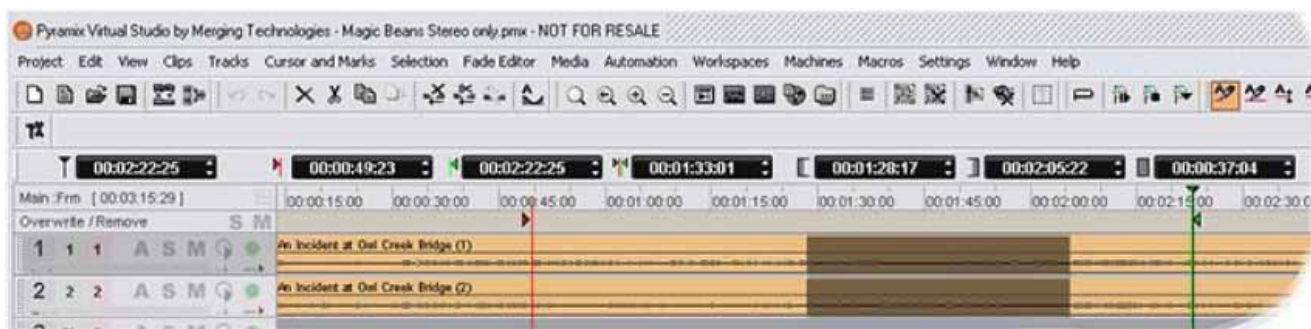 Pyramix Virtual Studio by Merging Technologies - Magic Beans Stereo only.pmx - NOT FOR RESALE
Project Edit View Clips Tracks Cursor and Marks Selection Fade Editor Media Automation Workspaces Machines Macros Settings Window Help
00:02:22:25 00:00:49:23 00:02:22:25 00:01:33:01 00:01:28:17 00:02:05:22 00:00:37:04
Main :Frm [ 00:03:15:29 ] 00:00:15:00 00:00:30:00 00:00:45:00 00:01:00:00 00:01:15:00 00:01:30:00 00:01:45:00 00:02:00:00 00:02:15:00 00:02:30:0
Overwrite / Remove S M
1 1 1 A S M An Incident at Owl Creek Bridge (1)
2 2 2 A S M An Incident at Owl Creek Bridge (2)